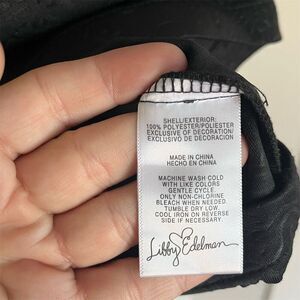 SHELL/EXTERIOR:
100% POLYESTER/POLIESTER
EXCLUSIVE OF DECORATION/
EXCLUSIVO DE DECORACIÓN
MADE IN CHINA
HECHO EN CHINA
MACHINE WASH COLD
WITH LIKE COLORS
GENTLE CYCLE.
ONLY NON-CHLORINE
BLEACH WHEN NEEDED.
TUMBLE DRY LOW.
COOL IRON ON REVERSE
SIDE IF NECESSARY.
Libby Edelman